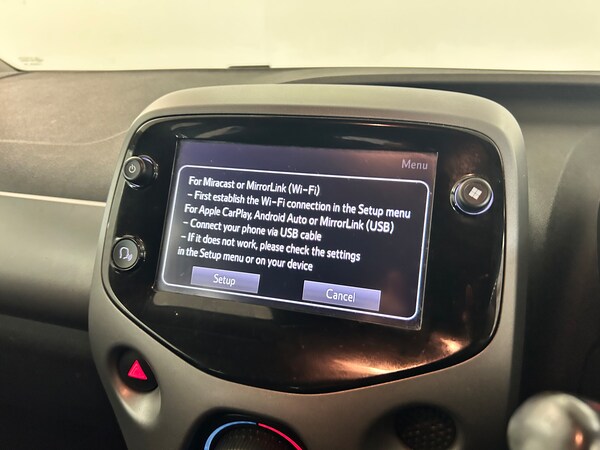 Menu
For Miracast or MirrorLink (Wi-Fi)
- First establish the Wi-Fi connection in the Setup menu
For Apple CarPlay, Android Auto or MirrorLink (USB)
- Connect your phone via USB cable
- If it does not work, please check the settings
in the Setup menu or on your device
Setup
Cancel